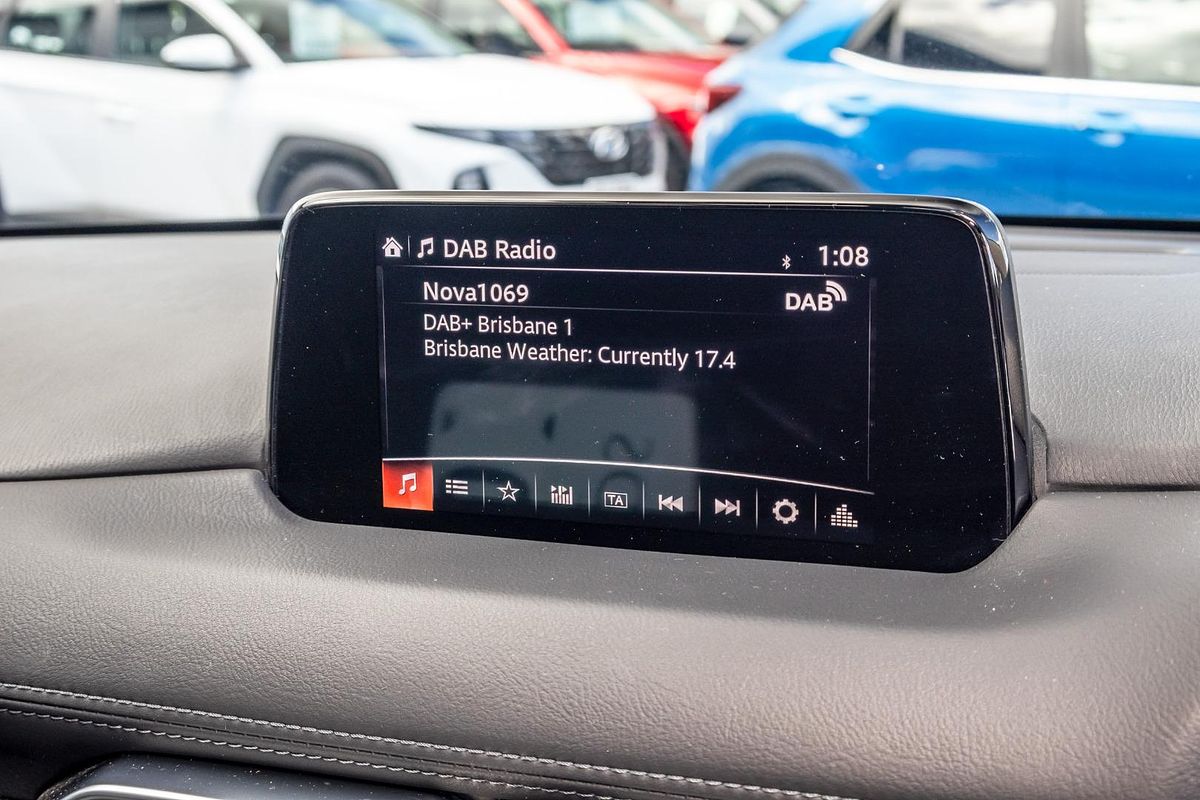 DAB Radio 1:08
Nova1069 DAB
DAB+ Brisbane 1
Brisbane Weather: Currently 17.4
TA